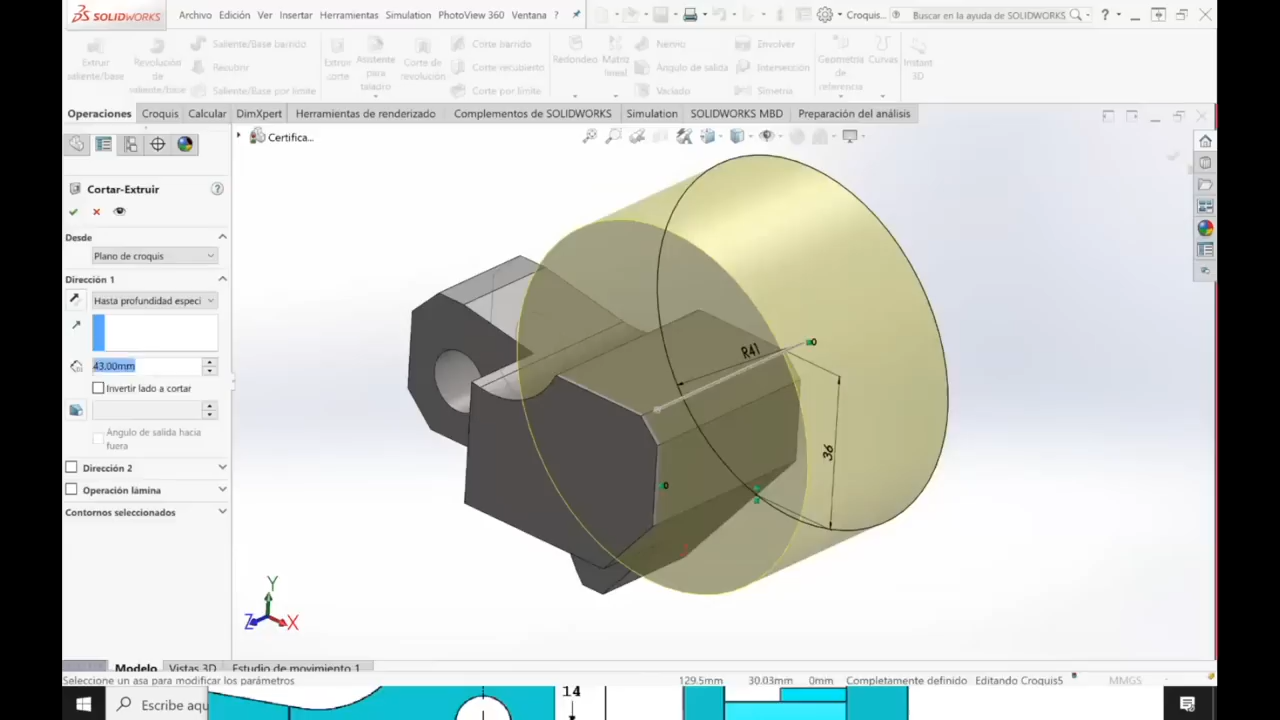 SOLIDWORKS Archivo Edición Ver Insertar Herramientas Simulation PhotoView 360 Ventana ? Croquis... Buscar en la ayuda de SOLIDWORKS ?
Extruir saliente/base
Revolución de saliente/base
Saliente/Base barrido
Recubrir
Saliente/Base por límite
Extruir corte
Asistente para taladro
Corte de revolución
Corte barrido
Corte recubierto
Corte por límite
Redondeo
Matriz lineal
Nervio
Ángulo de salida
Vaciado
Envolver
Intersección
Simetría
Geometría de referencia
Curvas
Instant 3D
Operaciones Croquis Calcular DimXpert Herramientas de renderizado Complementos de SOLIDWORKS Simulation SOLIDWORKS MBD Preparación del análisis
Certifica...
Cortar-Extruir ?
Desde
Plano de croquis
Dirección 1
Hasta profundidad especi
43.00mm
Invertir lado a cortar
Ángulo de salida hacia
fuera
Dirección 2
Operación lámina
Contornos seleccionados
R41
36
Y
Z X
Modelo Vistas 3D Estudio de movimiento 1
Seleccione un asa para modificar los parámetros 129.5mm 30.03mm 0mm Completamente definido Editando Croquis5 MMGS
Escribe aqu
14